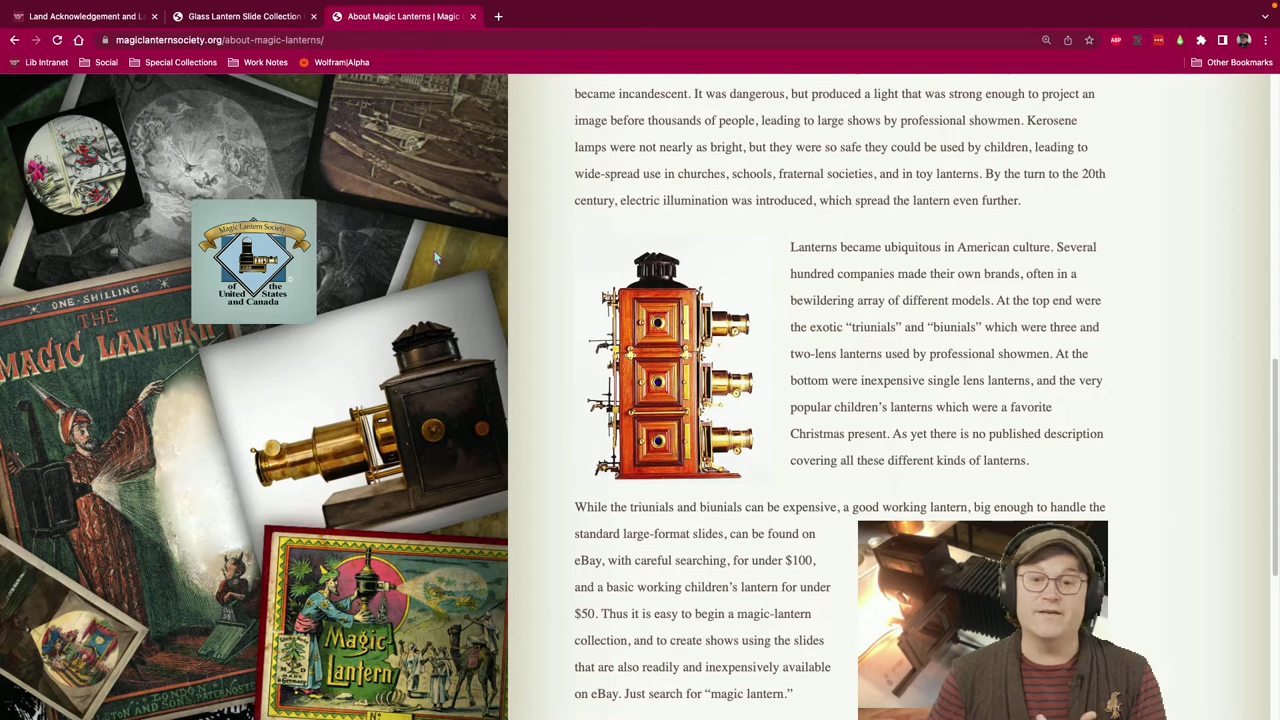 Land Acknowledgement and L
Glass Lantern Slide Collection
About Magic Lanterns | Magic
magiclanternsociety.org/about-magic-lanterns/
ABP
Lib Intranet
Social
Special Collections
Work Notes
Wolfram|Alpha
Other Bookmarks
Magic Lantern Society
of the
United States
and Canada
ONE-SHILLING
THE
MAGIC LANTERN
Magic
Lantern
Nº
became incandescent. It was dangerous, but produced a light that was strong enough to project an
image before thousands of people, leading to large shows by professional showmen. Kerosene
lamps were not nearly as bright, but they were so safe they could be used by children, leading to
wide-spread use in churches, schools, fraternal societies, and in toy lanterns. By the turn to the 20th
century, electric illumination was introduced, which spread the lantern even further.
Lanterns became ubiquitous in American culture. Several
hundred companies made their own brands, often in a
bewildering array of different models. At the top end were
the exotic “triunials” and “biunials” which were three and
two-lens lanterns used by professional showmen. At the
bottom were inexpensive single lens lanterns, and the very
popular children’s lanterns which were a favorite
Christmas present. As yet there is no published description
covering all these different kinds of lanterns.
While the triunials and biunials can be expensive, a good working lantern, big enough to handle the
standard large-format slides, can be found on
eBay, with careful searching, for under $100,
and a basic working children’s lantern for under
$50. Thus it is easy to begin a magic-lantern
collection, and to create shows using the slides
that are also readily and inexpensively available
on eBay. Just search for “magic lantern.”